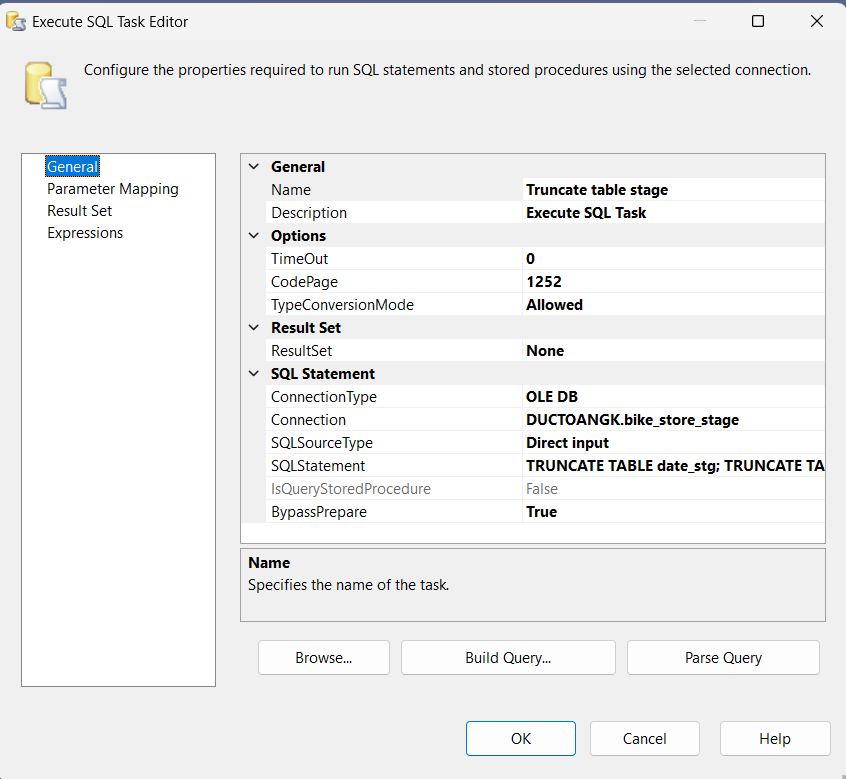 Execute SQL Task Editor
Configure the properties required to run SQL statements and stored procedures using the selected connection.
General
Parameter Mapping
Result Set
Expressions
General
Name Truncate table stage
Description Execute SQL Task
Options
TimeOut 0
CodePage 1252
TypeConversionMode Allowed
Result Set
ResultSet None
SQL Statement
ConnectionType OLE DB
Connection DUCTOANGK.bike_store_stage
SQLSourceType Direct input
SQLStatement TRUNCATE TABLE date_stg; TRUNCATE TA
IsQueryStoredProcedure False
BypassPrepare True
Name
Specifies the name of the task.
Browse... Build Query... Parse Query
OK Cancel Help